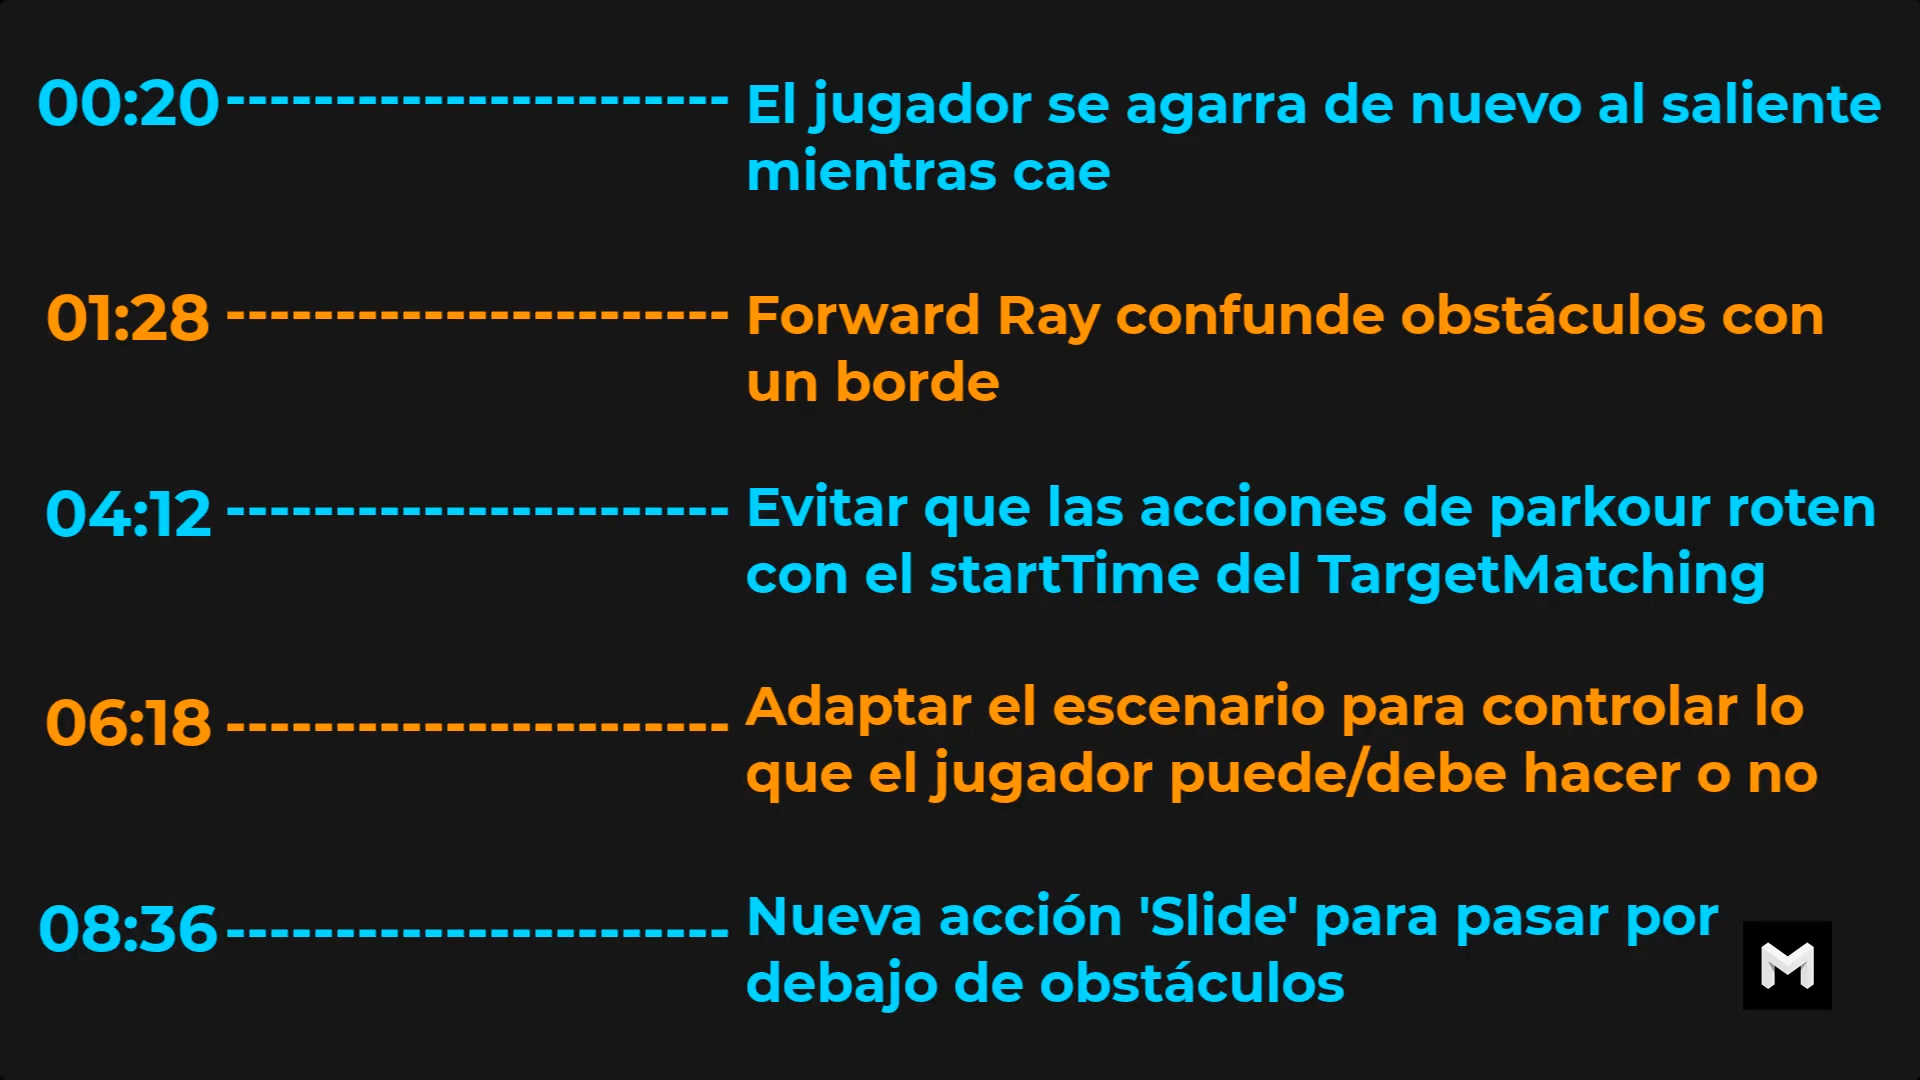 00:20----------------------- El jugador se agarra de nuevo al saliente
mientras cae
01:28 ----------------------- Forward Ray confunde obstáculos con
un borde
04:12 ----------------------- Evitar que las acciones de parkour roten
con el startTime del TargetMatching
06:18 ----------------------- Adaptar el escenario para controlar lo
que el jugador puede/debe hacer o no
08:36----------------------- Nueva acción 'Slide' para pasar por
debajo de obstáculos
M